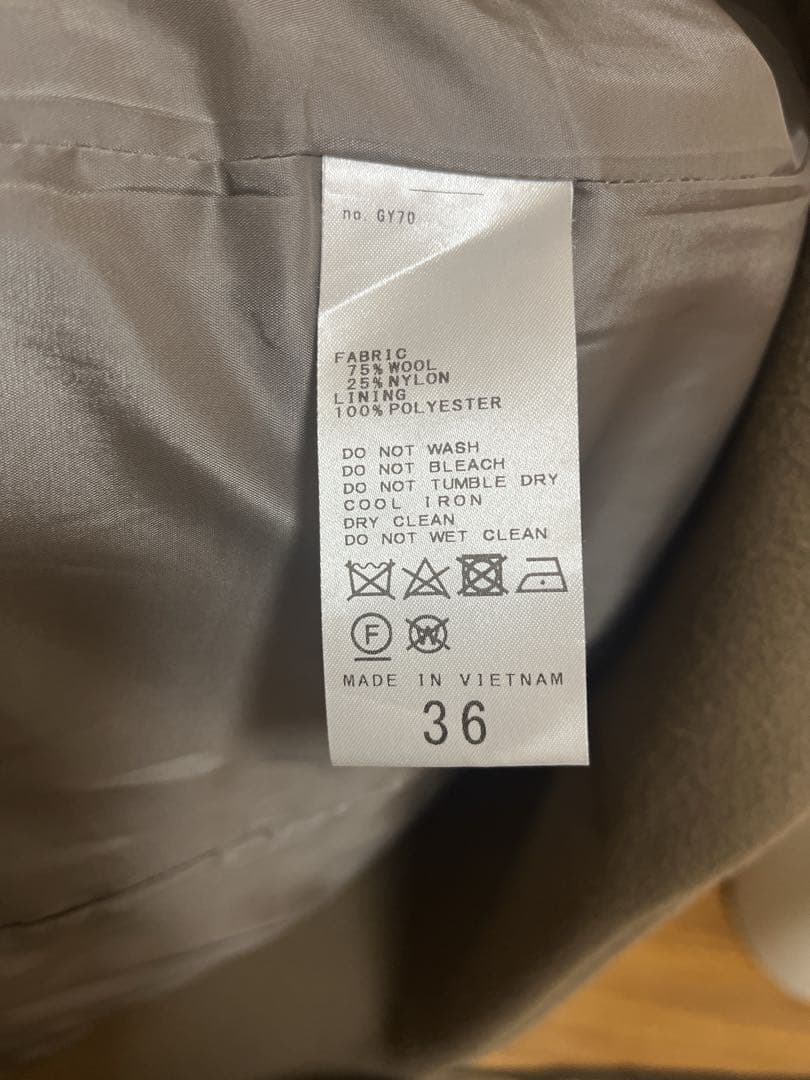 no. GY70
FABRIC
75% WOOL
25% NYLON
LINING
100% POLYESTER
DO NOT WASH
DO NOT BLEACH
DO NOT TUMBLE DRY
COOL IRON
DRY CLEAN
DO NOT WET CLEAN
F W
MADE IN VIETNAM
36